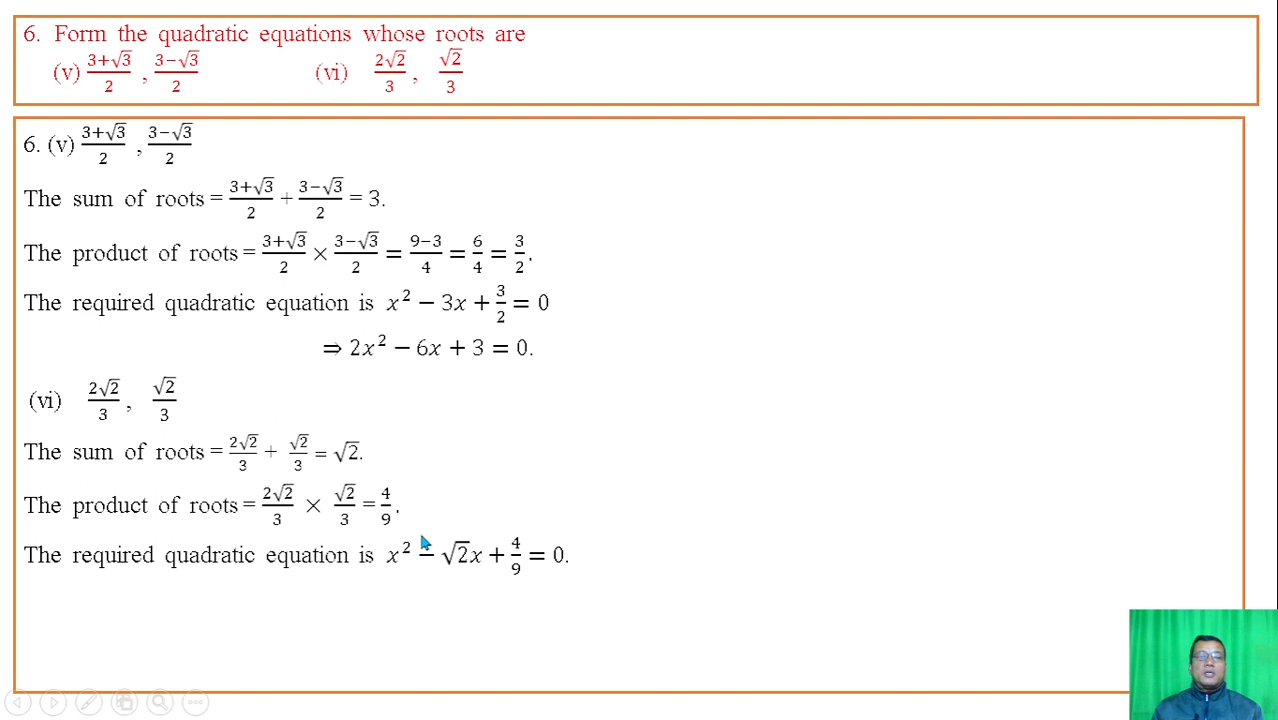 6. Form the quadratic equations whose roots are
(v) (3+√3)/2 , (3−√3)/2 (vi) 2√2/3 , √2/3
6. (v) (3+√3)/2 , (3−√3)/2
The sum of roots = (3+√3)/2 + (3−√3)/2 = 3.
The product of roots = (3+√3)/2 × (3−√3)/2 = (9−3)/4 = 6/4 = 3/2.
The required quadratic equation is x² − 3x + 3/2 = 0
⇒ 2x² − 6x + 3 = 0.
(vi) 2√2/3 , √2/3
The sum of roots = 2√2/3 + √2/3 = √2.
The product of roots = 2√2/3 × √2/3 = 4/9.
The required quadratic equation is x² − √2x + 4/9 = 0.